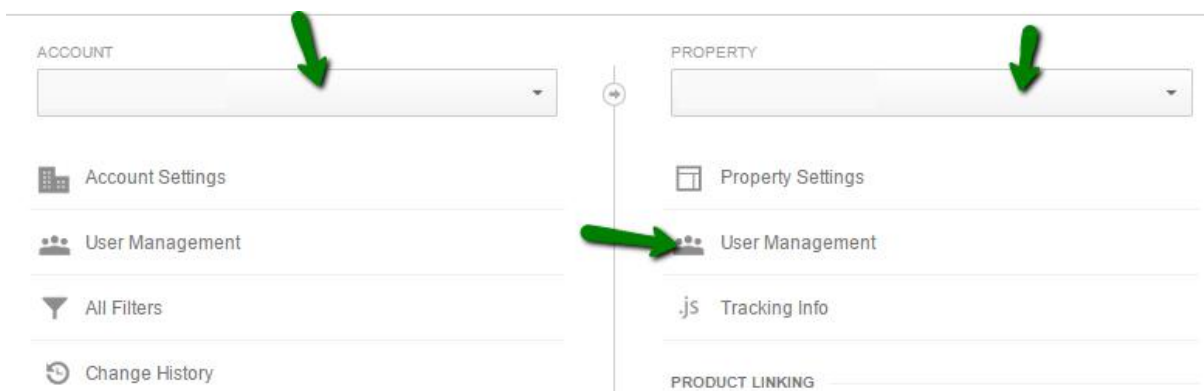 ACCOUNT
Account Settings
User Management
All Filters
Change History
PROPERTY
Property Settings
User Management
.js Tracking Info
PRODUCT LINKING